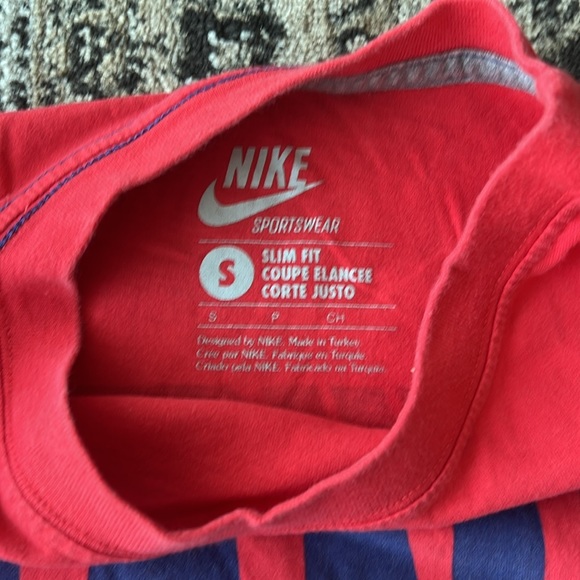 NIKE
SPORTSWEAR
S
SLIM FIT
COUPE ELANCEE
CORTE JUSTO
S P CH
Designed by NIKE. Made in Turkey.
Créé par NIKE. Fabriqué en Turquie.
Criado pela NIKE. Fabricado na Turquia.